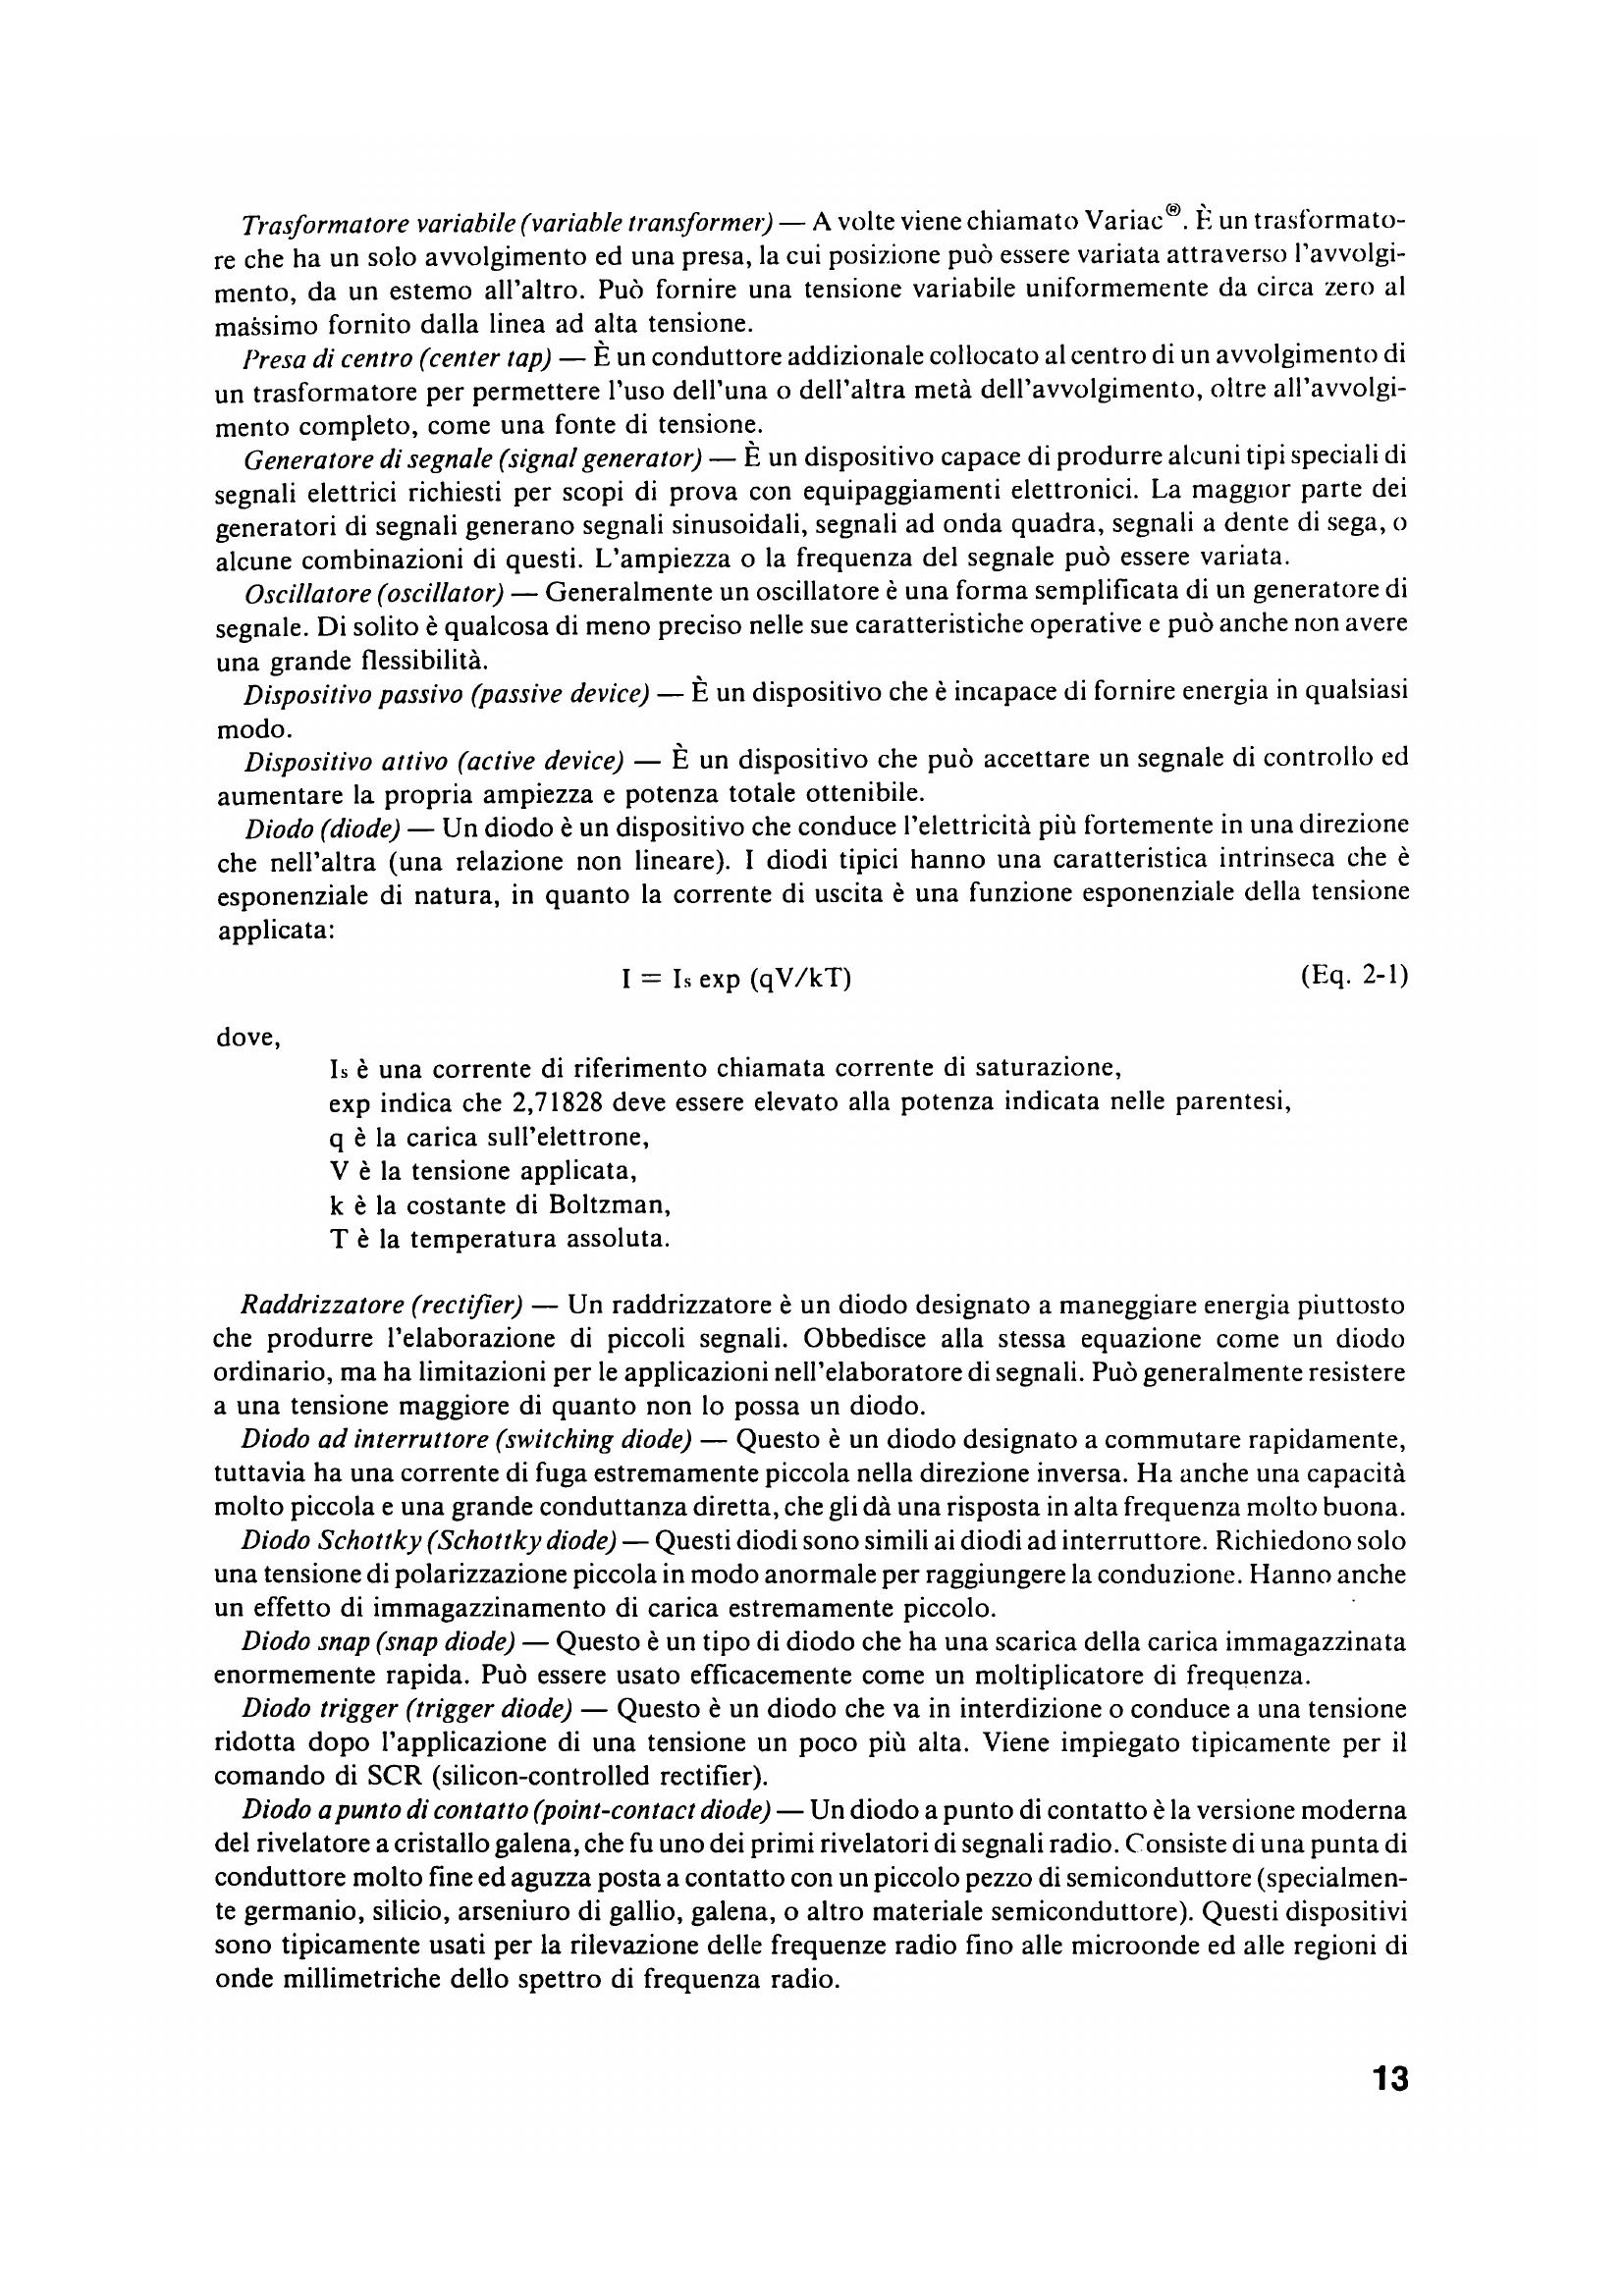 Trasformatore variabile (variable transformer) — A volte viene chiamato Variac®. È un trasformato-
re che ha un solo avvolgimento ed una presa, la cui posizione può essere variata attraverso l'avvolgi-
mento, da un estemo all'altro. Può fornire una tensione variabile uniformemente da circa zero al
massimo fornito dalla linea ad alta tensione.
Presa di centro (center tap) — È un conduttore addizionale collocato al centro di un avvolgimento di
un trasformatore per permettere l'uso dell'una o dell'altra metà dell'avvolgimento, oltre all'avvolgi-
mento completo, come una fonte di tensione.
Generatore di segnale (signal generator) — È un dispositivo capace di produrre alcuni tipi speciali di
segnali elettrici richiesti per scopi di prova con equipaggiamenti elettronici. La maggior parte dei
generatori di segnali generano segnali sinusoidali, segnali ad onda quadra, segnali a dente di sega, o
alcune combinazioni di questi. L'ampiezza o la frequenza del segnale può essere variata.
Oscillatore (oscillator) — Generalmente un oscillatore è una forma semplificata di un generatore di
segnale. Di solito è qualcosa di meno preciso nelle sue caratteristiche operative e può anche non avere
una grande flessibilità.
Dispositivo passivo (passive device) — È un dispositivo che è incapace di fornire energia in qualsiasi
modo.
Dispositivo attivo (active device) — È un dispositivo che può accettare un segnale di controllo ed
aumentare la propria ampiezza e potenza totale ottenibile.
Diodo (diode) — Un diodo è un dispositivo che conduce l'elettricità più fortemente in una direzione
che nell'altra (una relazione non lineare). I diodi tipici hanno una caratteristica intrinseca che è
esponenziale di natura, in quanto la corrente di uscita è una funzione esponenziale della tensione
applicata:
I = Is exp (qV/kT) (Eq. 2-1)
dove,
Is è una corrente di riferimento chiamata corrente di saturazione,
exp indica che 2,71828 deve essere elevato alla potenza indicata nelle parentesi,
q è la carica sull'elettrone,
V è la tensione applicata,
k è la costante di Boltzman,
T è la temperatura assoluta.
Raddrizzatore (rectifier) — Un raddrizzatore è un diodo designato a maneggiare energia piuttosto
che produrre l'elaborazione di piccoli segnali. Obbedisce alla stessa equazione come un diodo
ordinario, ma ha limitazioni per le applicazioni nell'elaboratore di segnali. Può generalmente resistere
a una tensione maggiore di quanto non lo possa un diodo.
Diodo ad interruttore (switching diode) — Questo è un diodo designato a commutare rapidamente,
tuttavia ha una corrente di fuga estremamente piccola nella direzione inversa. Ha anche una capacità
molto piccola e una grande conduttanza diretta, che gli dà una risposta in alta frequenza molto buona.
Diodo Schottky (Schottky diode) — Questi diodi sono simili ai diodi ad interruttore. Richiedono solo
una tensione di polarizzazione piccola in modo anormale per raggiungere la conduzione. Hanno anche
un effetto di immagazzinamento di carica estremamente piccolo.
Diodo snap (snap diode) — Questo è un tipo di diodo che ha una scarica della carica immagazzinata
enormemente rapida. Può essere usato efficacemente come un moltiplicatore di frequenza.
Diodo trigger (trigger diode) — Questo è un diodo che va in interdizione o conduce a una tensione
ridotta dopo l'applicazione di una tensione un poco più alta. Viene impiegato tipicamente per il
comando di SCR (silicon-controlled rectifier).
Diodo a punto di contatto (point-contact diode) — Un diodo a punto di contatto è la versione moderna
del rivelatore a cristallo galena, che fu uno dei primi rivelatori di segnali radio. Consiste di una punta di
conduttore molto fine ed aguzza posta a contatto con un piccolo pezzo di semiconduttore (specialmen-
te germanio, silicio, arseniuro di gallio, galena, o altro materiale semiconduttore). Questi dispositivi
sono tipicamente usati per la rilevazione delle frequenze radio fino alle microonde ed alle regioni di
onde millimetriche dello spettro di frequenza radio.
13